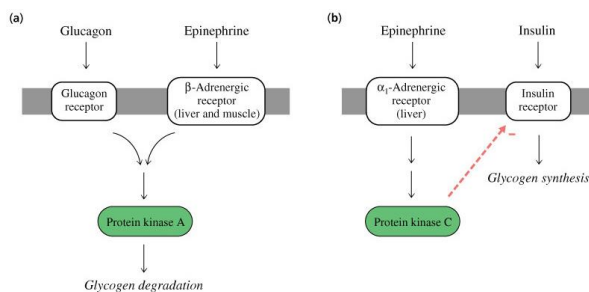 (a)
Glucagon
Epinephrine
Glucagon
receptor
β-Adrenergic
receptor
(liver and muscle)
Protein kinase A
Glycogen degradation
(b)
Epinephrine
Insulin
α₁-Adrenergic
receptor
(liver)
Insulin
receptor
–
Glycogen synthesis
Protein kinase C